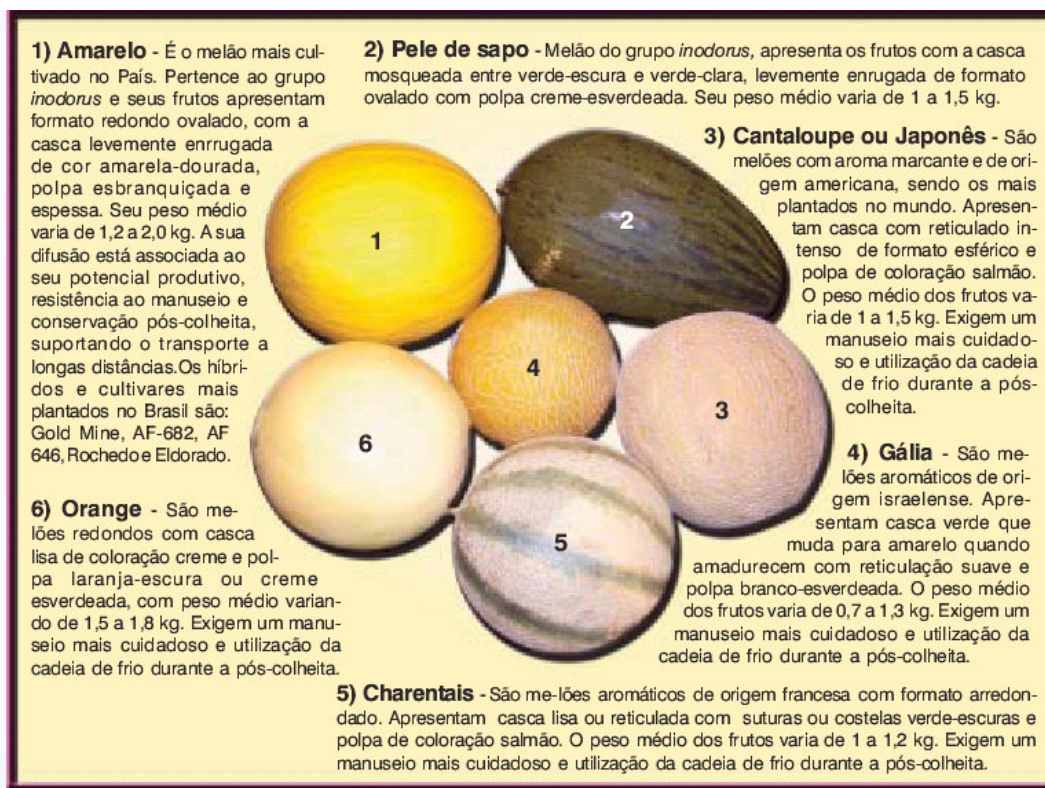 1) Amarelo - É o melão mais cul-
tivado no País. Pertence ao grupo
inodorus e seus frutos apresentam
formato redondo ovalado, com a
casca levemente enrrugada
de cor amarela-dourada,
polpa esbranquiçada e
espessa. Seu peso médio
varia de 1,2 a 2,0 kg. A sua
difusão está associada ao
seu potencial produtivo,
resistência ao manuseio e
conservação pós-colheita,
suportando o transporte a
longas distâncias.Os híbri-
dos e cultivares mais
plantados no Brasil são:
Gold Mine, AF-682, AF
646, Rochedo e Eldorado.
2) Pele de sapo - Melão do grupo inodorus, apresenta os frutos com a casca
mosqueada entre verde-escura e verde-clara, levemente enrugada de formato
ovalado com polpa creme-esverdeada. Seu peso médio varia de 1 a 1,5 kg.
3) Cantaloupe ou Japonês - São
melões com aroma marcante e de ori-
gem americana, sendo os mais
plantados no mundo. Apresen-
tam casca com reticulado in-
tenso de formato esférico e
polpa de coloração salmão.
O peso médio dos frutos va-
ria de 1 a 1,5 kg. Exigem um
manuseio mais cuidado-
so e utilização da cadeia
de frio durante a pós-
colheita.
4) Gália - São me-
lões aromáticos de ori-
gem israelense. Apre-
sentam casca verde que
muda para amarelo quando
amadurecem com reticulação suave e
polpa branco-esverdeada. O peso médio
dos frutos varia de 0,7 a 1,3 kg. Exigem um
manuseio mais cuidadoso e utilização da
cadeia de frio durante a pós-colheita.
6) Orange - São me-
lões redondos com casca
lisa de coloração creme e pol-
pa laranja-escura ou creme
esverdeada, com peso médio varian-
do de 1,5 a 1,8 kg. Exigem um manu-
seio mais cuidadoso e utilização da
cadeia de frio durante a pós-colheita.
5) Charentais - São me-lões aromáticos de origem francesa com formato arredon-
dado. Apresentam casca lisa ou reticulada com suturas ou costelas verde-escuras e
polpa de coloração salmão. O peso médio dos frutos varia de 1 a 1,2 kg. Exigem um
manuseio mais cuidadoso e utilização da cadeia de frio durante a pós-colheita.
1
2
4
3
6
5